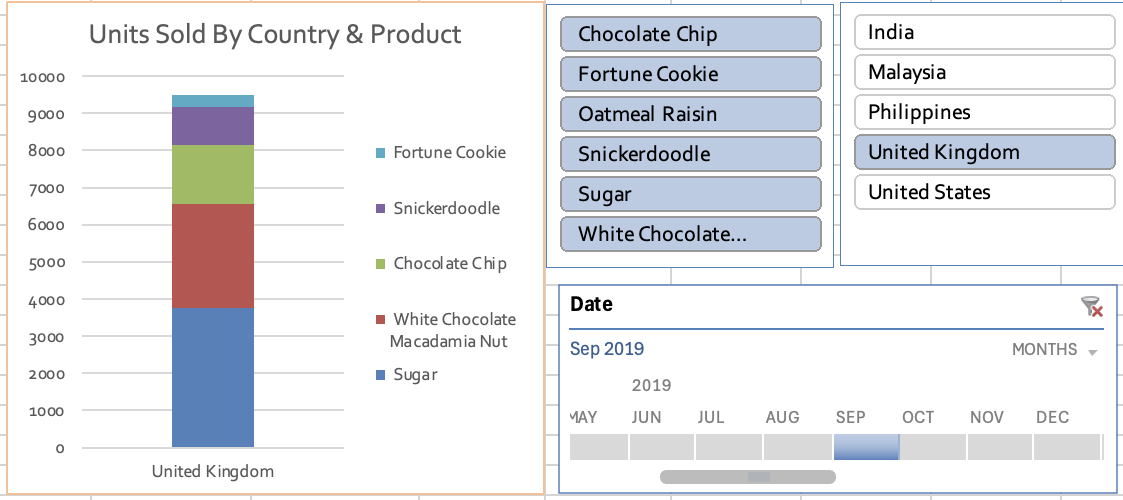 Units Sold By Country & Product
10000
9000
8000
7000
6000
5000
4000
3000
2000
1000
0
United Kingdom
Fortune Cookie
Snickerdoodle
Chocolate Chip
White Chocolate
Macadamia Nut
Sugar
Chocolate Chip
Fortune Cookie
Oatmeal Raisin
Snickerdoodle
Sugar
White Chocolate...
India
Malaysia
Philippines
United Kingdom
United States
Date
Sep 2019
MONTHS
2019
MAY JUN JUL AUG SEP OCT NOV DEC